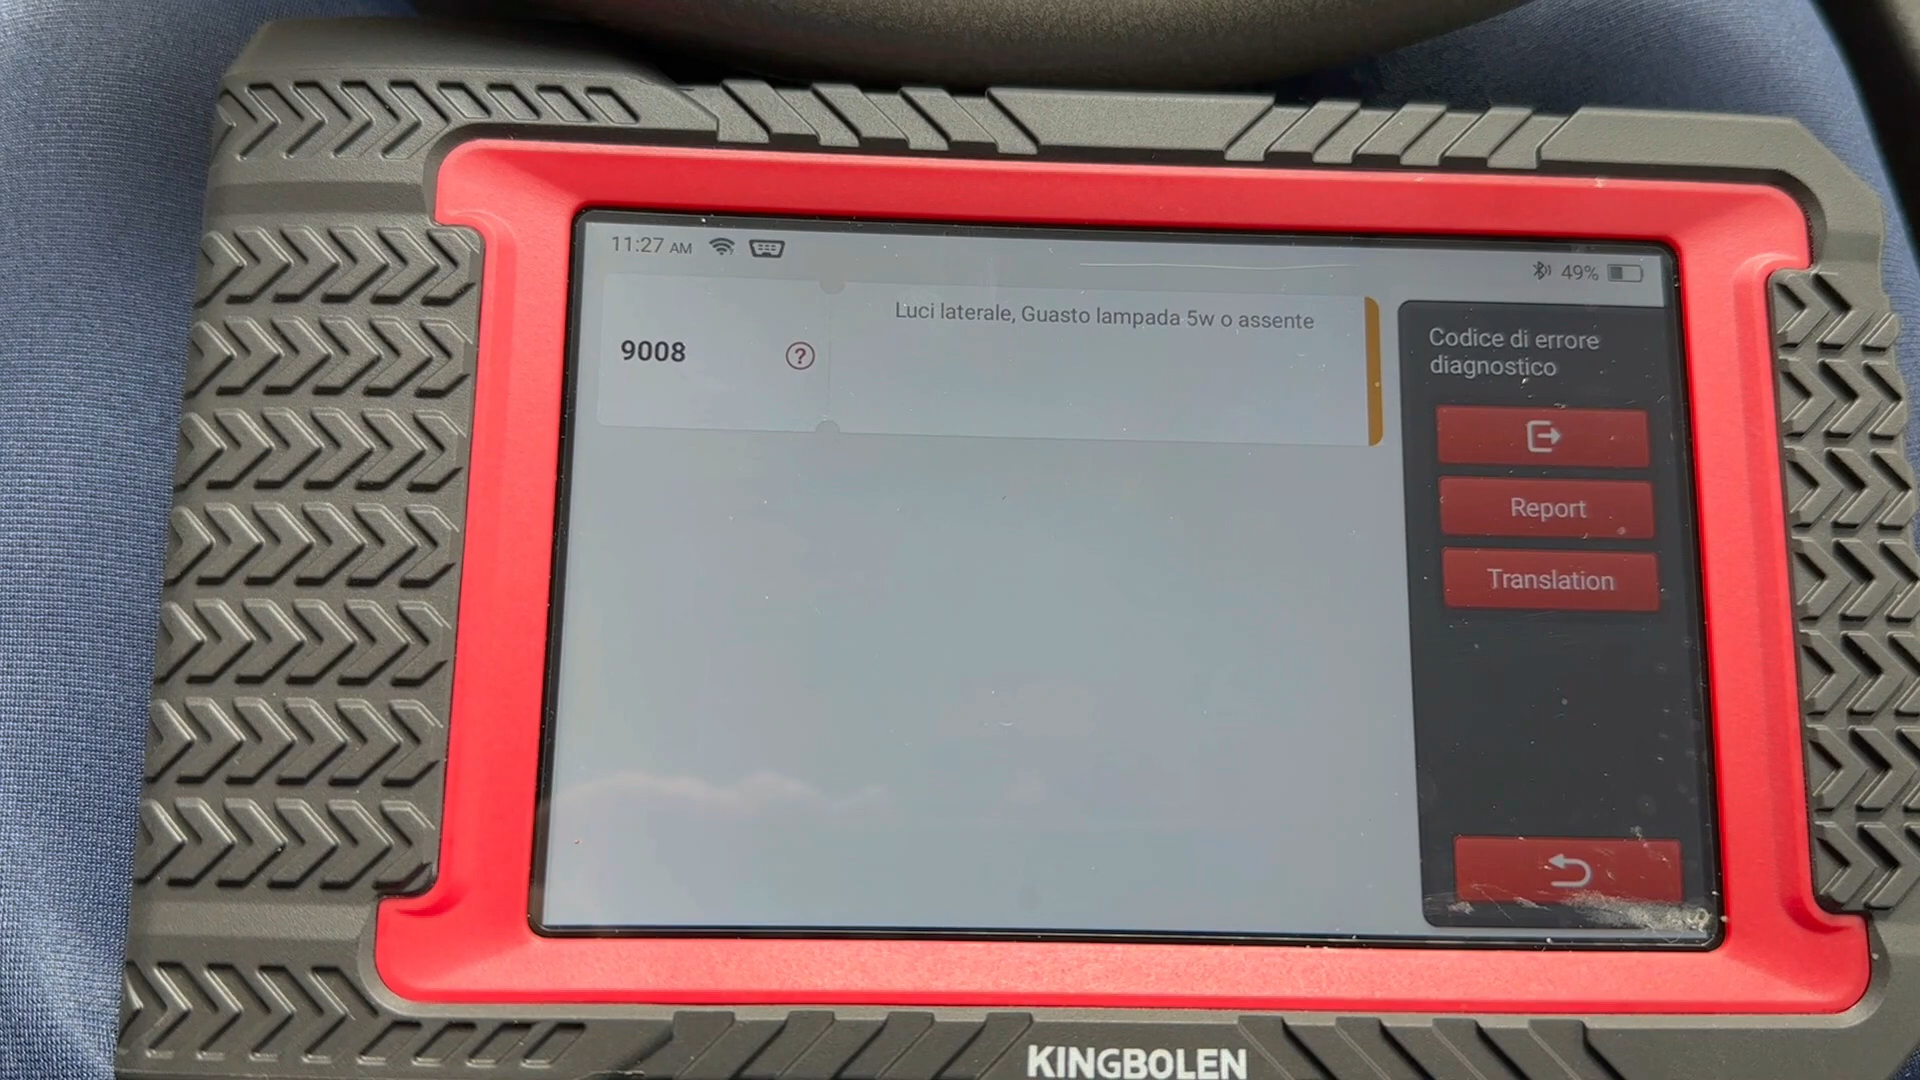 11:27 AM
49%
9008
?
Luci laterale, Guasto lampada 5w o assente
Codice di errore
diagnostico
Report
Translation
KINGBOLEN